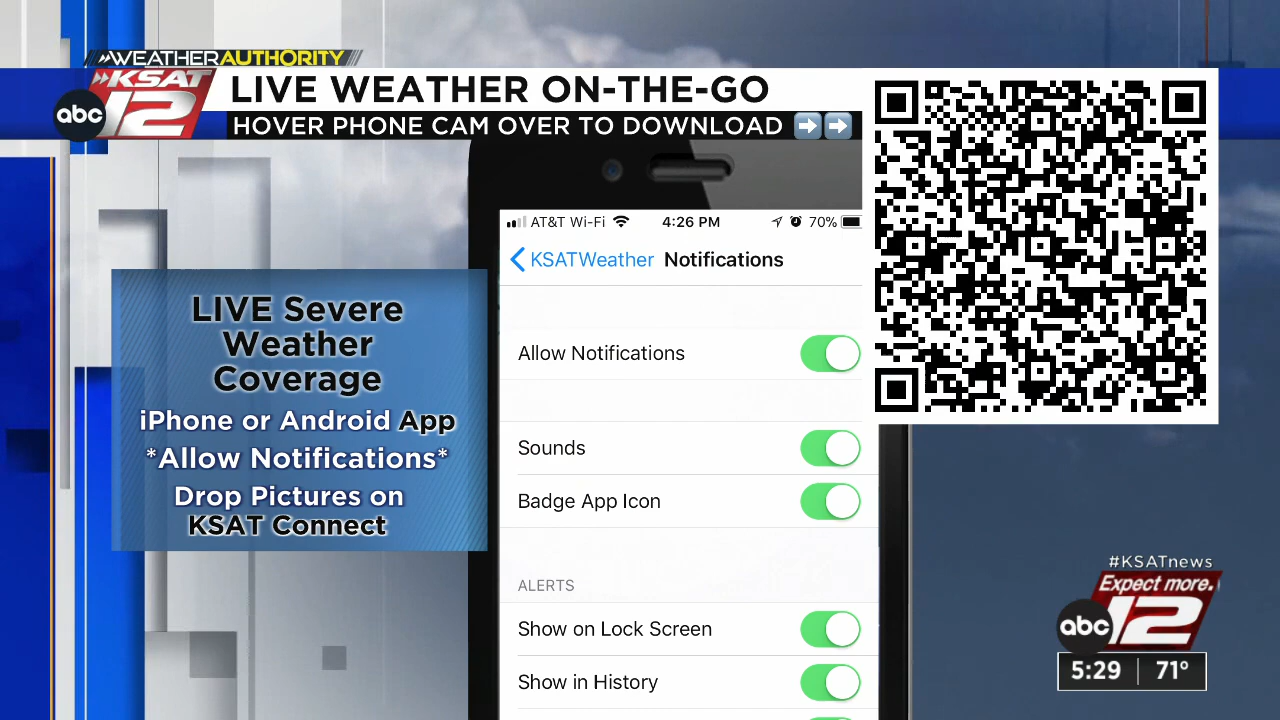 WEATHERAUTHORITY
KSAT
abc
12
LIVE WEATHER ON-THE-GO
HOVER PHONE CAM OVER TO DOWNLOAD ➡➡
AT&T Wi-Fi 4:26 PM 70%
KSATWeather Notifications
LIVE Severe
Weather
Coverage
iPhone or Android App
*Allow Notifications*
Drop Pictures on
KSAT Connect
Allow Notifications
Sounds
Badge App Icon
ALERTS
Show on Lock Screen
Show in History
#KSATnews
Expect more.
abc 12
5:29 71°